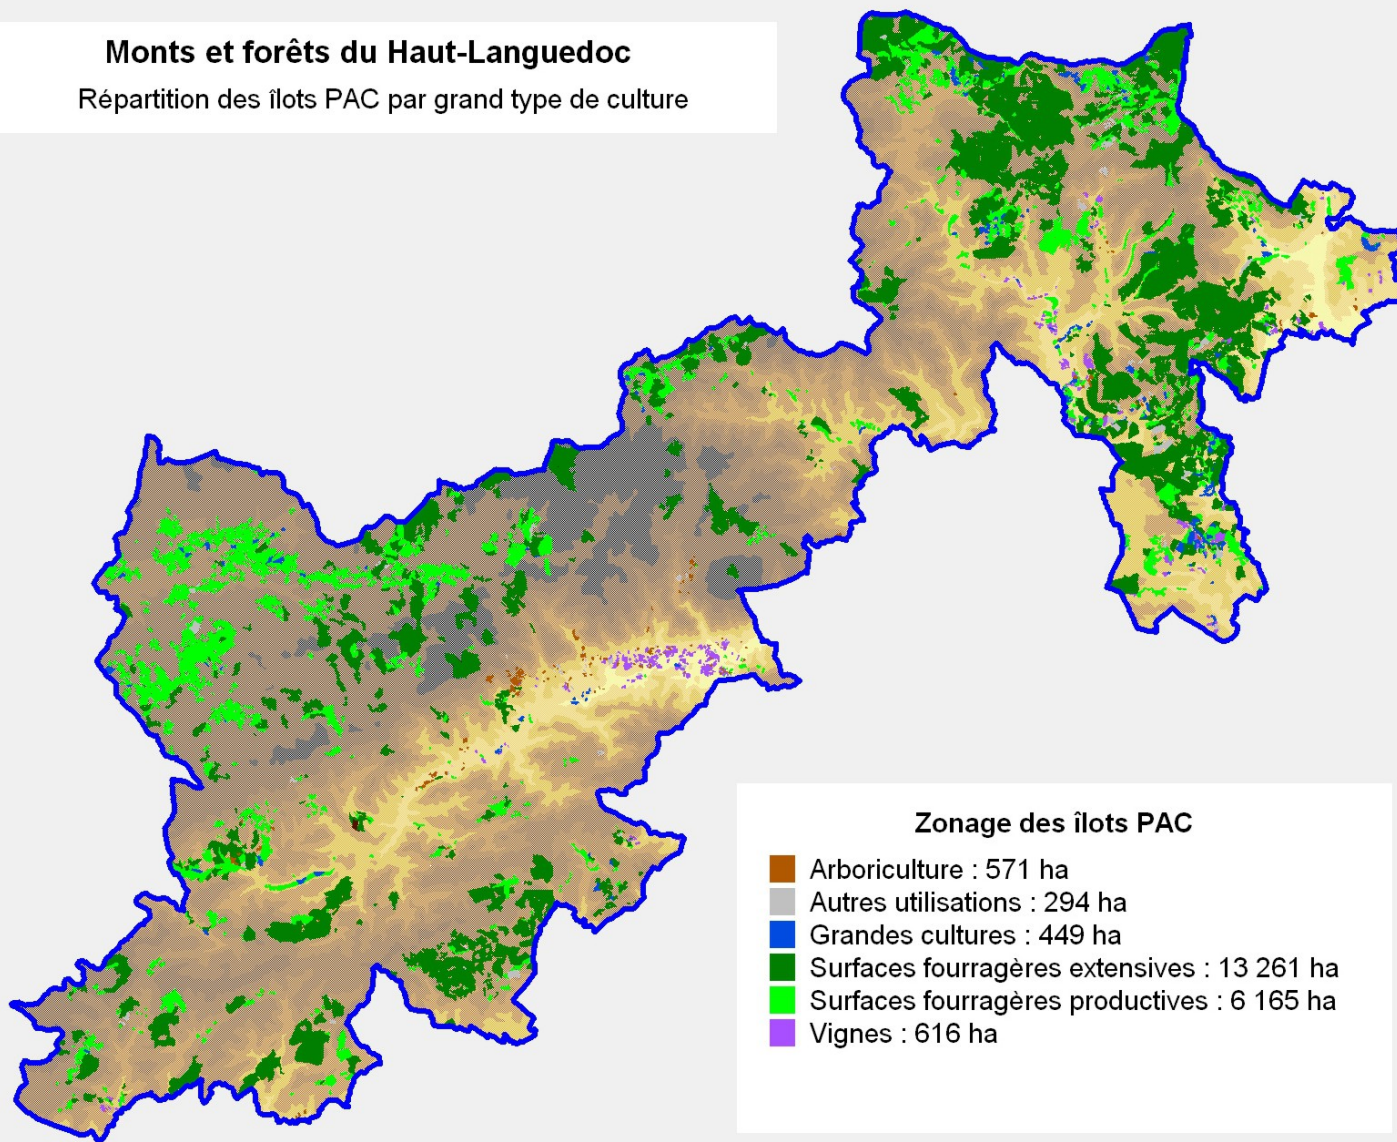 Monts et forêts du Haut-Languedoc
Répartition des îlots PAC par grand type de culture
Zonage des îlots PAC
Arboriculture : 571 ha
Autres utilisations : 294 ha
Grandes cultures : 449 ha
Surfaces fourragères extensives : 13 261 ha
Surfaces fourragères productives : 6 165 ha
Vignes : 616 ha